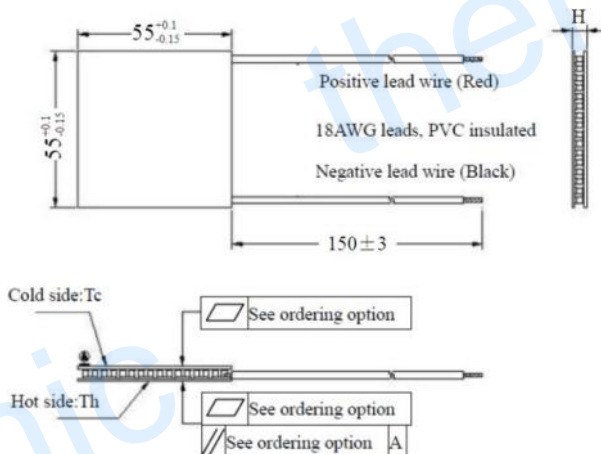 55+0.1-0.15
H
Positive lead wire (Red)
55+0.1-0.15
18AWG leads, PVC insulated
Negative lead wire (Black)
150±3
Cold side:Tc
See ordering option
A
Hot side:Th
See ordering option
See ordering option A